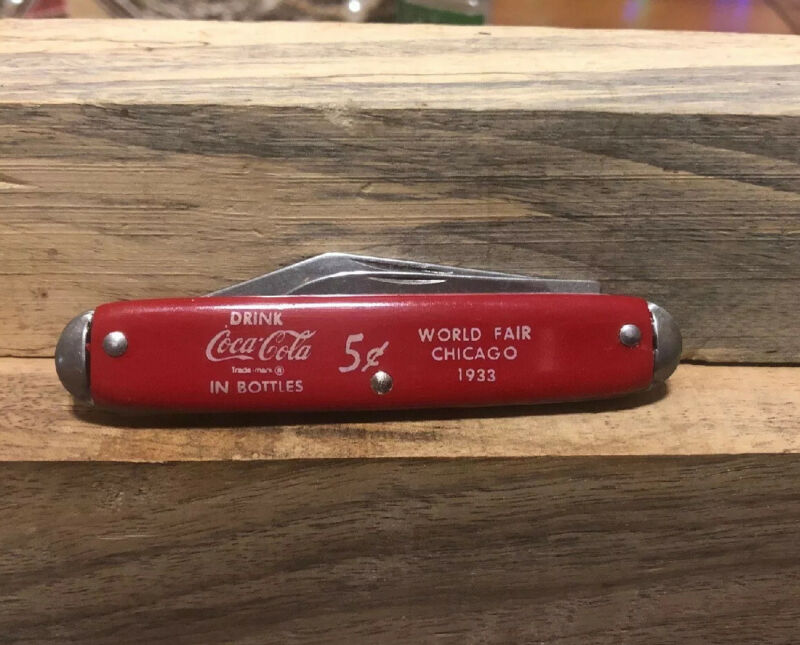 DRINK
Coca-Cola
Trade-mark ®
IN BOTTLES
5¢
WORLD FAIR
CHICAGO
1933